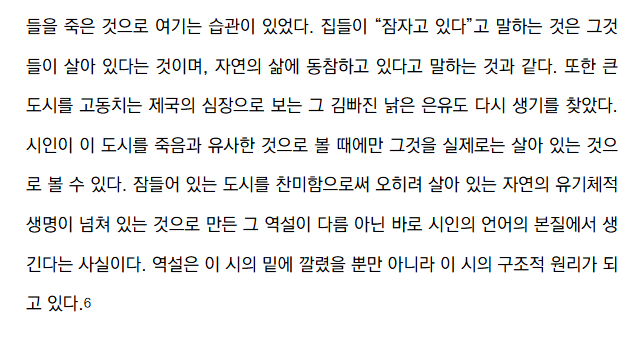 들을 죽은 것으로 여기는 습관이 있었다. 집들이 “잠자고 있다”고 말하는 것은 그것
들이 살아 있다는 것이며, 자연의 삶에 동참하고 있다고 말하는 것과 같다. 또한 큰
도시를 고동치는 제국의 심장으로 보는 그 김빠진 낡은 은유도 다시 생기를 찾았다.
시인이 이 도시를 죽음과 유사한 것으로 볼 때에만 그것을 실제로는 살아 있는 것으
로 볼 수 있다. 잠들어 있는 도시를 찬미함으로써 오히려 살아 있는 자연의 유기체적
생명이 넘쳐 있는 것으로 만든 그 역설이 다름 아닌 바로 시인의 언어의 본질에서 생
긴다는 사실이다. 역설은 이 시의 밑에 깔렸을 뿐만 아니라 이 시의 구조적 원리가 되
고 있다.6